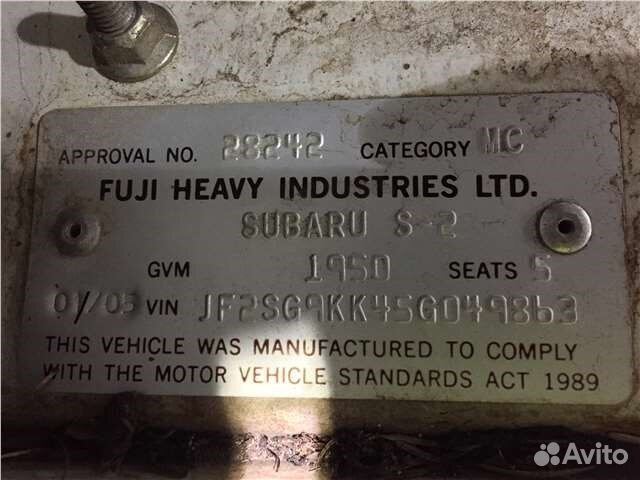 APPROVAL NO. 28242 CATEGORY MC
FUJI HEAVY INDUSTRIES LTD.
SUBARU S-2
GVM 1950 SEATS 5
01/05 VIN JF2SG9KK45G049863
THIS VEHICLE WAS MANUFACTURED TO COMPLY
WITH THE MOTOR VEHICLE STANDARDS ACT 1989
Avito